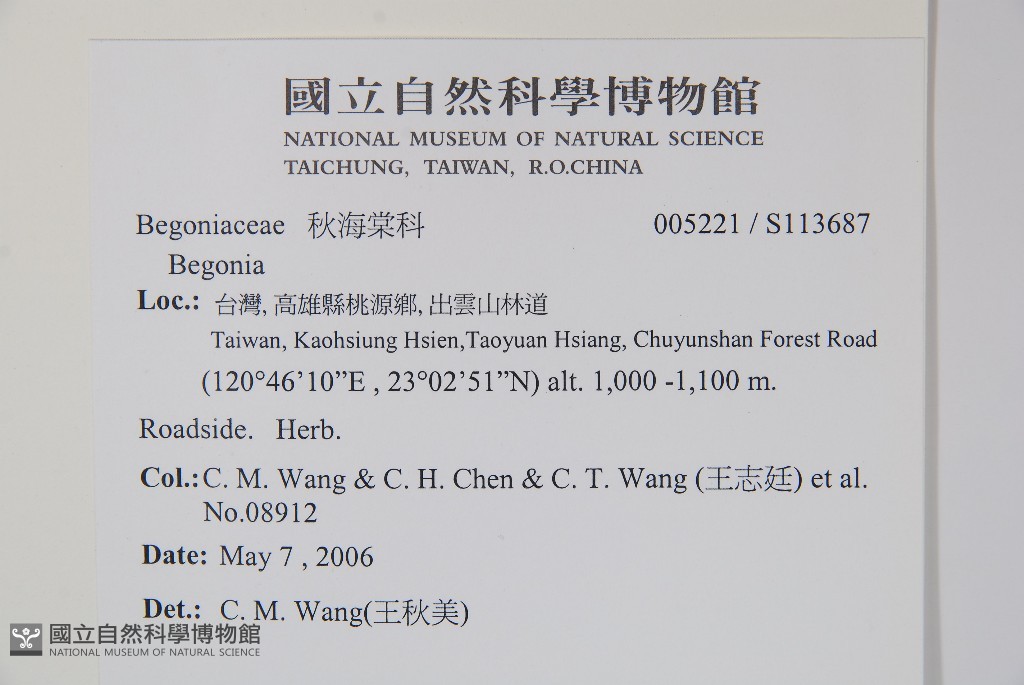 國立自然科學博物館
NATIONAL MUSEUM OF NATURAL SCIENCE
TAICHUNG, TAIWAN, R.O.CHINA
Begoniaceae 秋海棠科 005221 / S113687
Begonia
Loc.: 台灣, 高雄縣桃源鄉, 出雲山林道
Taiwan, Kaohsiung Hsien,Taoyuan Hsiang, Chuyunshan Forest Road
(120°46’10”E , 23°02’51”N) alt. 1,000 -1,100 m.
Roadside. Herb.
Col.:C. M. Wang & C. H. Chen & C. T. Wang (王志廷) et al.
No.08912
Date: May 7 , 2006
Det.: C. M. Wang(王秋美)
國立自然科學博物館
NATIONAL MUSEUM OF NATURAL SCIENCE